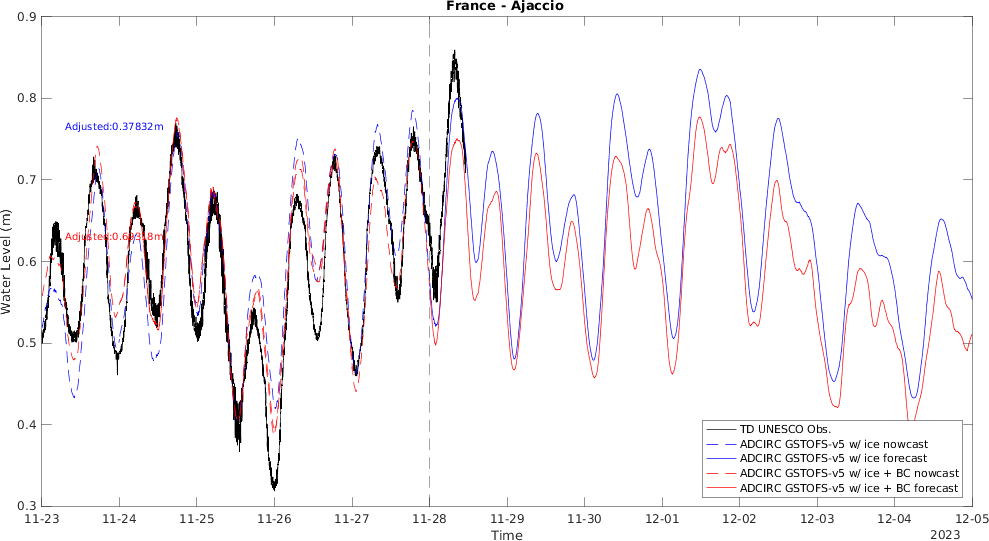 France - Ajaccio
0.9
0.8
0.7
0.6
0.5
0.4
0.3
Water Level (m)
Adjusted:0.37832m
TD UNESCO Obs.
ADCIRC GSTOFS-v5 w/ ice nowcast
ADCIRC GSTOFS-v5 w/ ice forecast
ADCIRC GSTOFS-v5 w/ ice + BC nowcast
ADCIRC GSTOFS-v5 w/ ice + BC forecast
11-23
11-24
11-25
11-26
11-27
11-28
11-29
11-30
12-01
12-02
12-03
12-04
12-05
Time
2023